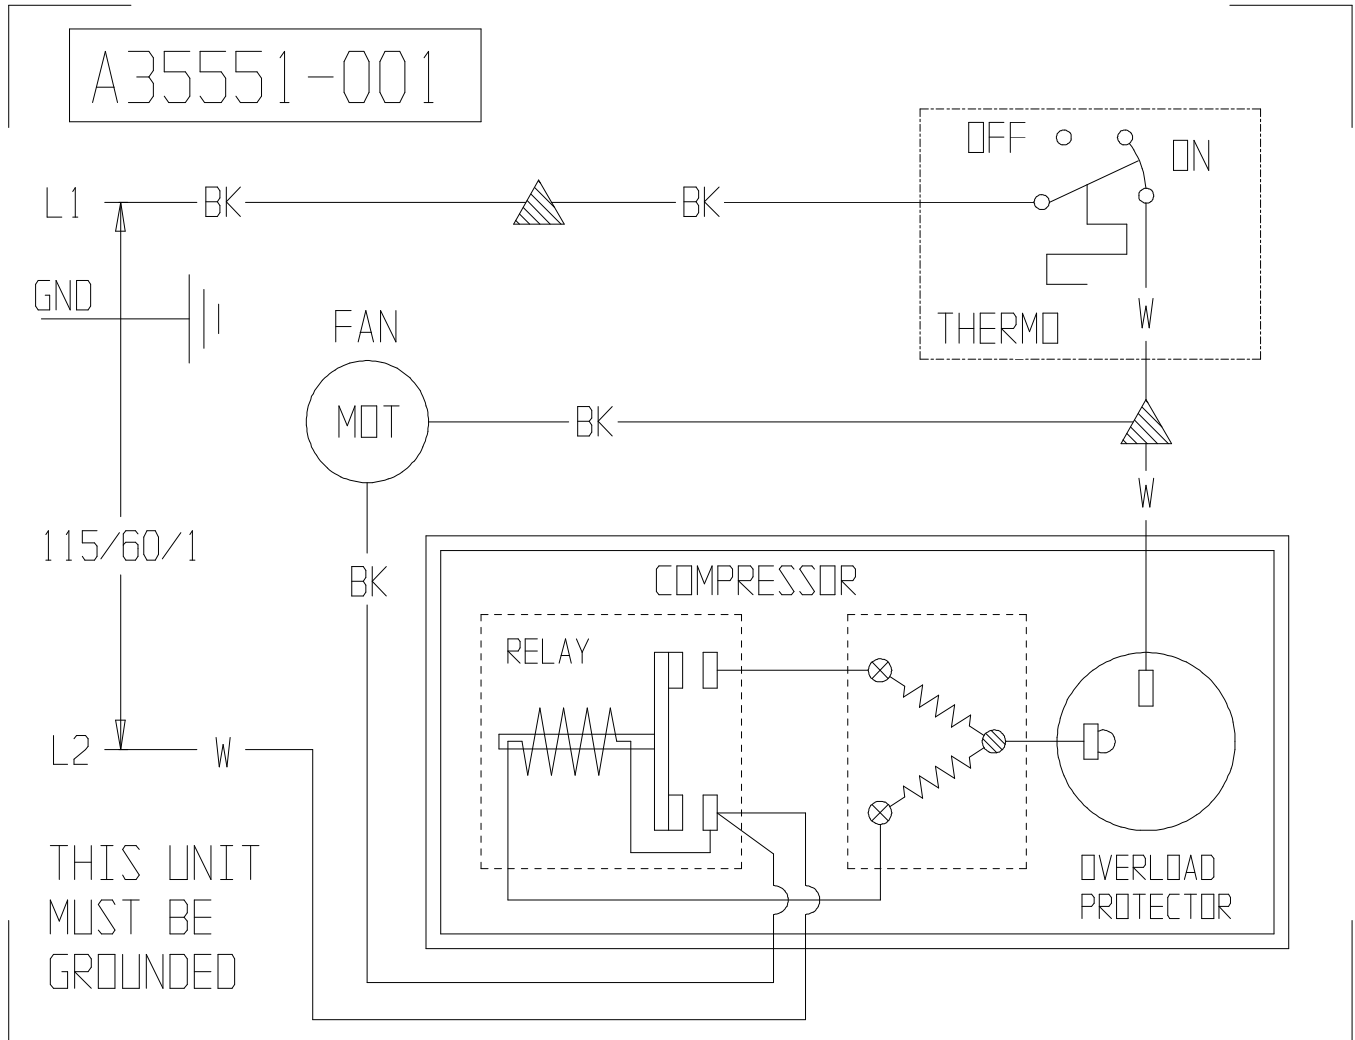 A35551-001
OFF
ON
L1
BK
BK
GND
FAN
THERMO
W
MOT
BK
W
115/60/1
BK
COMPRESSOR
RELAY
L2
W
THIS UNIT
MUST BE
GROUNDED
OVERLOAD
PROTECTOR